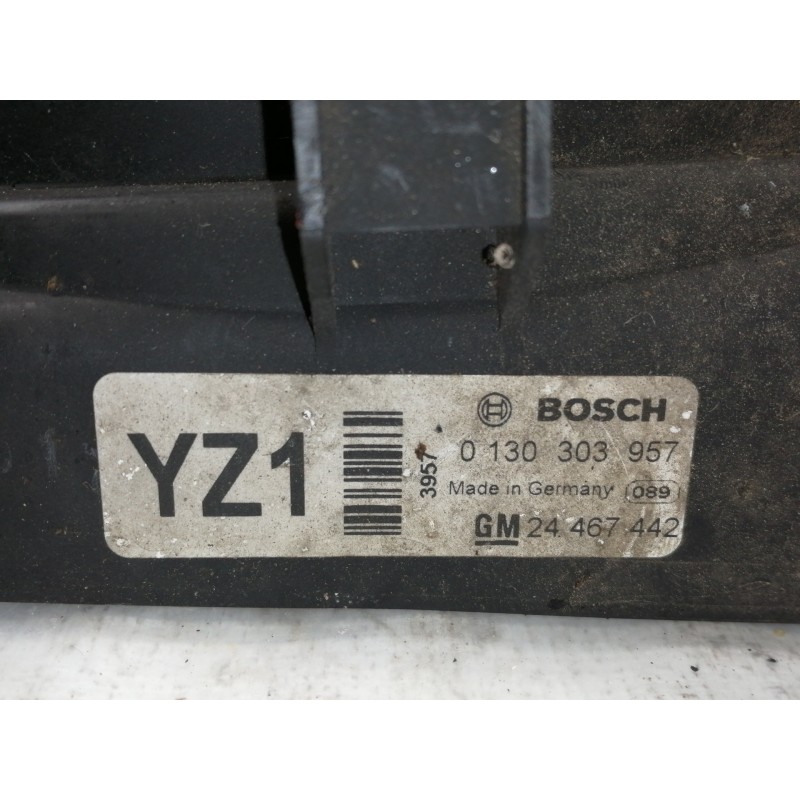 YZ1
3957
BOSCH
0 130 303 957
Made in Germany 089
GM 24 467 442